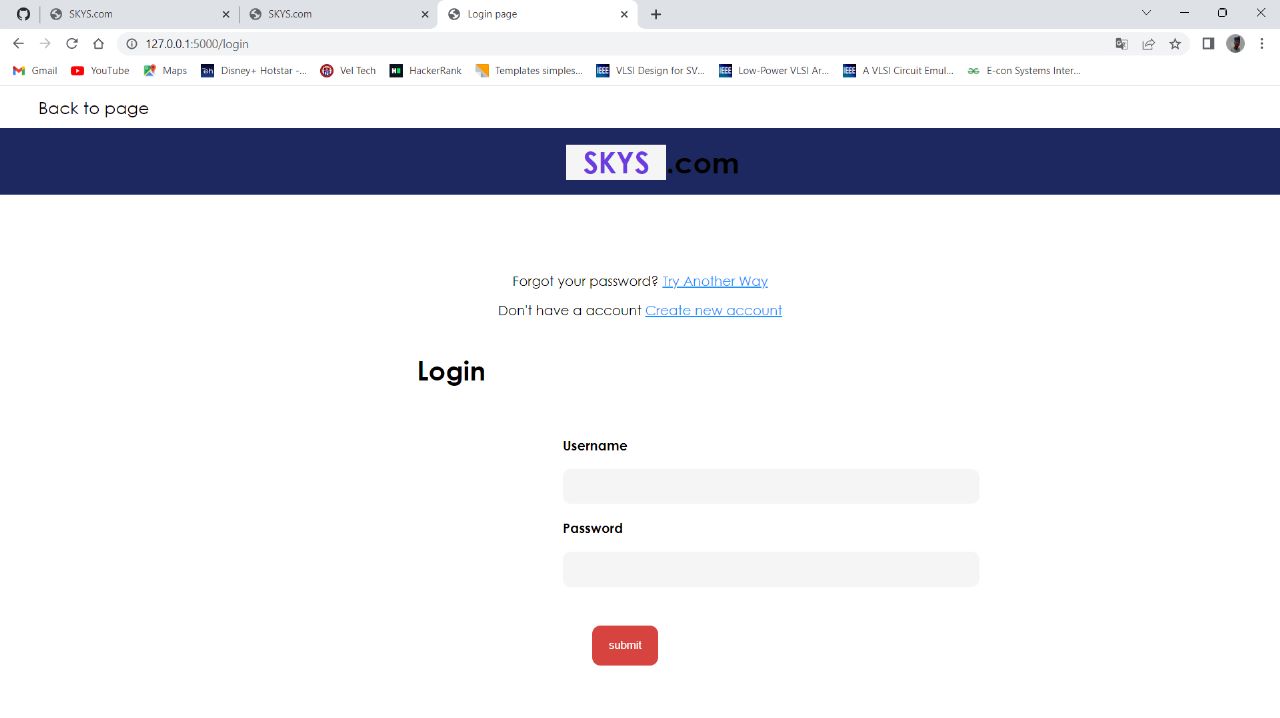 SKYS.com SKYS.com Login page
127.0.0.1:5000/login
Gmail YouTube Maps Disney+ Hotstar -... Vel Tech HackerRank Templates simples... VLSI Design for SV... Low-Power VLSI Ar... A VLSI Circuit Emul... E-con Systems Inter...
Back to page
SKYS.com
Forgot your password? Try Another Way
Don't have a account Create new account
Login
Username
Password
submit